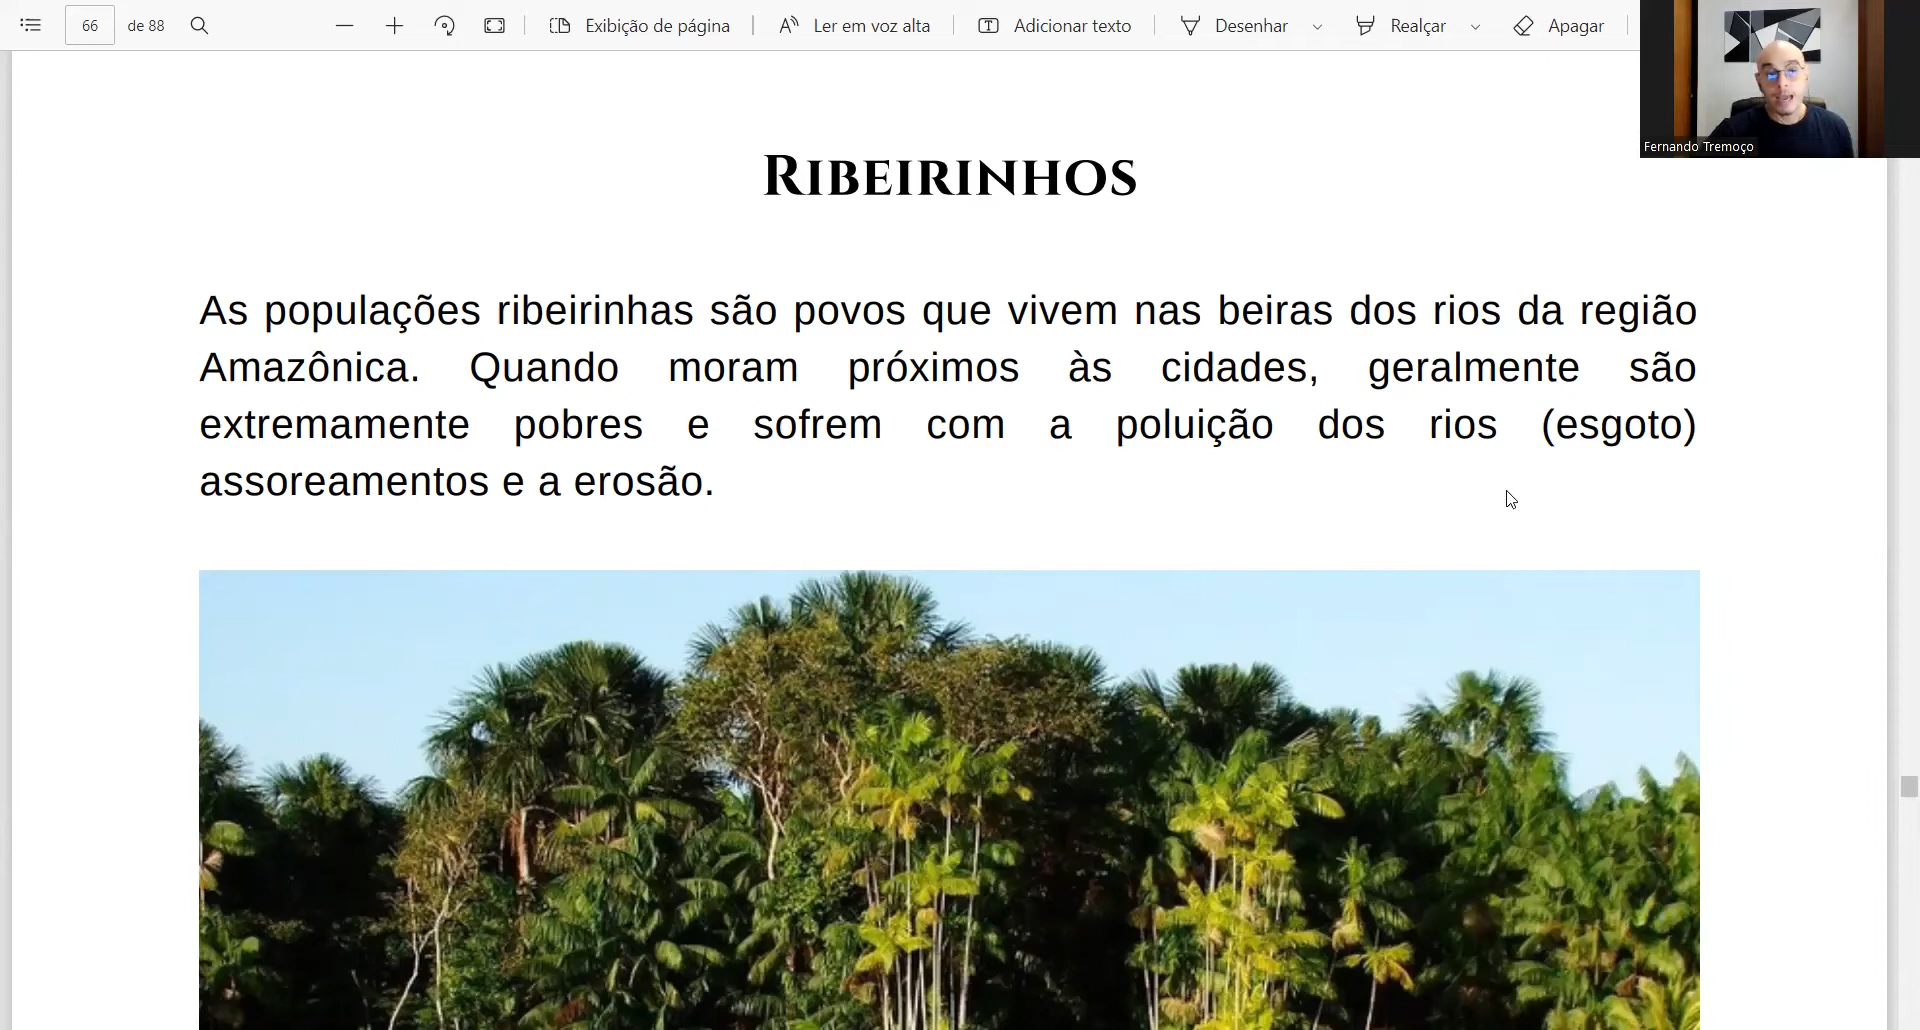 66 de 88 Exibição de página Ler em voz alta Adicionar texto Desenhar Realçar Apagar
Fernando Tremoço
RIBEIRINHOS
As populações ribeirinhas são povos que vivem nas beiras dos rios da região
Amazônica. Quando moram próximos às cidades, geralmente são
extremamente pobres e sofrem com a poluição dos rios (esgoto)
assoreamentos e a erosão.